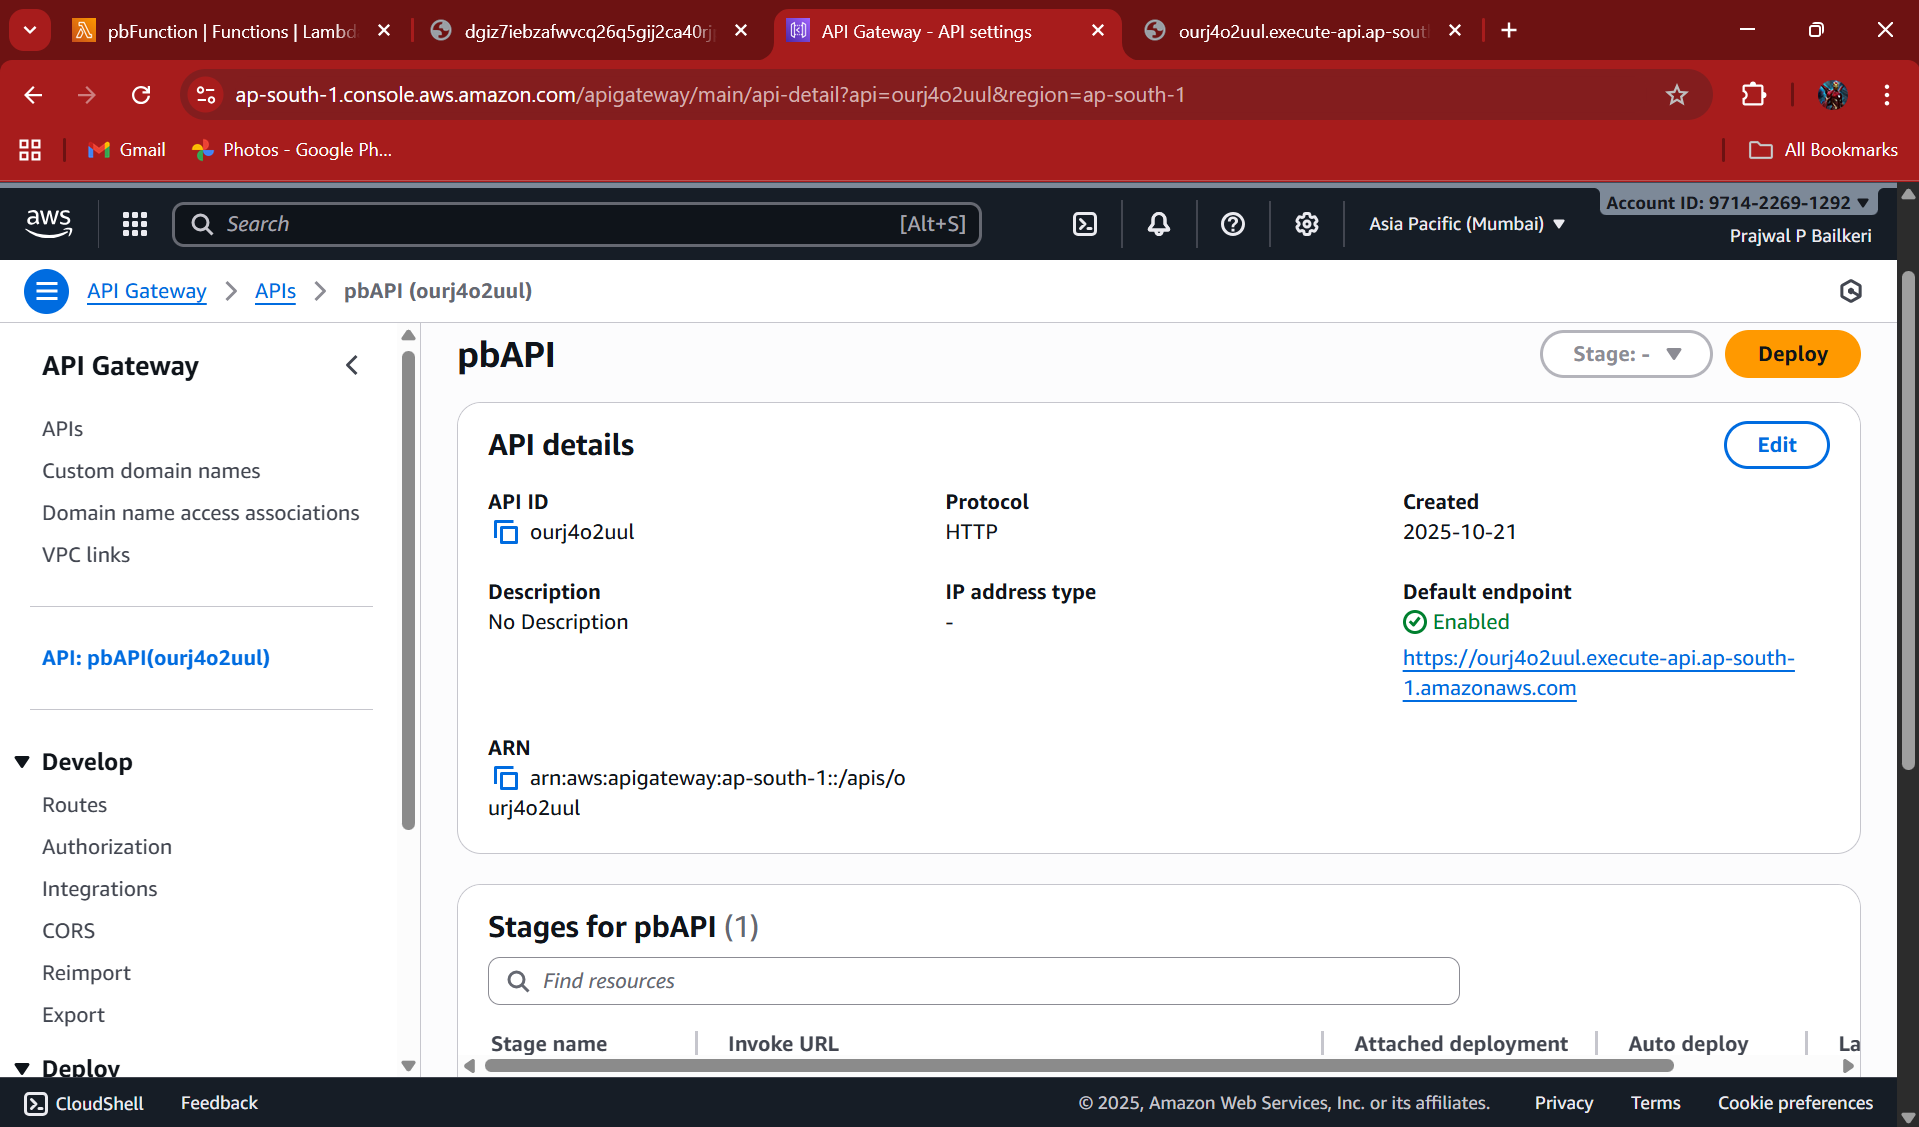 pbFunction | Functions | Lambd
dgiz7iebzafwvcq26q5gij2ca40rj
API Gateway - API settings
ourj4o2uul.execute-api.ap-sout
ap-south-1.console.aws.amazon.com/apigateway/main/api-detail?api=ourj4o2uul&region=ap-south-1
Gmail
Photos - Google Ph...
All Bookmarks
aws
Search
[Alt+S]
Asia Pacific (Mumbai)
Account ID: 9714-2269-1292
Prajwal P Bailkeri
API Gateway
APIs
pbAPI (ourj4o2uul)
API Gateway
APIs
Custom domain names
Domain name access associations
VPC links
API: pbAPI(ourj4o2uul)
Develop
Routes
Authorization
Integrations
CORS
Reimport
Export
Deploy
pbAPI
Stage: -
Deploy
API details
Edit
API ID
ourj4o2uul
Protocol
HTTP
Created
2025-10-21
Description
No Description
IP address type
-
Default endpoint
Enabled
https://ourj4o2uul.execute-api.ap-south-
1.amazonaws.com
ARN
arn:aws:apigateway:ap-south-1::/apis/o
urj4o2uul
Stages for pbAPI (1)
Find resources
Stage name
Invoke URL
Attached deployment
Auto deploy
La
CloudShell
Feedback
© 2025, Amazon Web Services, Inc. or its affiliates.
Privacy
Terms
Cookie preferences